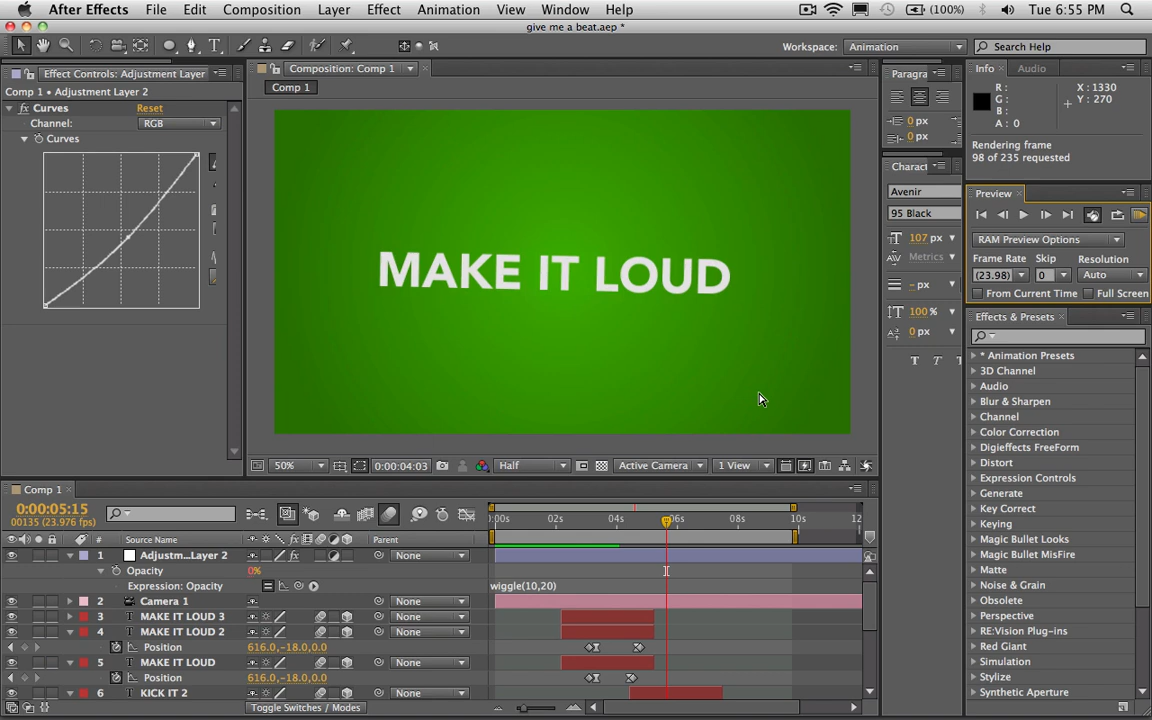 After Effects File Edit Composition Layer Effect Animation View Window Help (100%) Tue 6:55 PM
give me a beat.aep *
Workspace: Animation Search Help
Effect Controls: Adjustment Layer
Comp 1 • Adjustment Layer 2
fx Curves Reset
Channel: RGB
Curves
Composition: Comp 1
Comp 1
MAKE IT LOUD
50% 0:00:04:03 Half Active Camera 1 View
Paragra
0 px
0 px
Charact
Avenir
95 Black
107 px
Metrics
- px
100 %
0 px
T T
Info Audio
R :
G :
B :
A : 0
X : 1330
Y : 270
Rendering frame
98 of 235 requested
Preview
RAM Preview Options
Frame Rate Skip Resolution
(23.98) 0 Auto
From Current Time Full Screen
Effects & Presets
* Animation Presets
3D Channel
Audio
Blur & Sharpen
Channel
Color Correction
Digieffects FreeForm
Distort
Expression Controls
Generate
Key Correct
Keying
Magic Bullet Looks
Magic Bullet MisFire
Matte
Noise & Grain
Obsolete
Perspective
RE:Vision Plug-ins
Red Giant
Simulation
Stylize
Synthetic Aperture
Comp 1
0:00:05:15
00135 (23.976 fps)
:00s 02s 04s 06s 08s 10s 12
# Source Name Parent
1 Adjustm...Layer 2 fx None
Opacity 0%
Expression: Opacity wiggle(10,20)
2 Camera 1 None
3 T MAKE IT LOUD 3 None
4 T MAKE IT LOUD 2 None
Position 616.0,-18.0,0.0
5 T MAKE IT LOUD None
Position 616.0,-18.0,0.0
6 T KICK IT 2 None
Toggle Switches / Modes